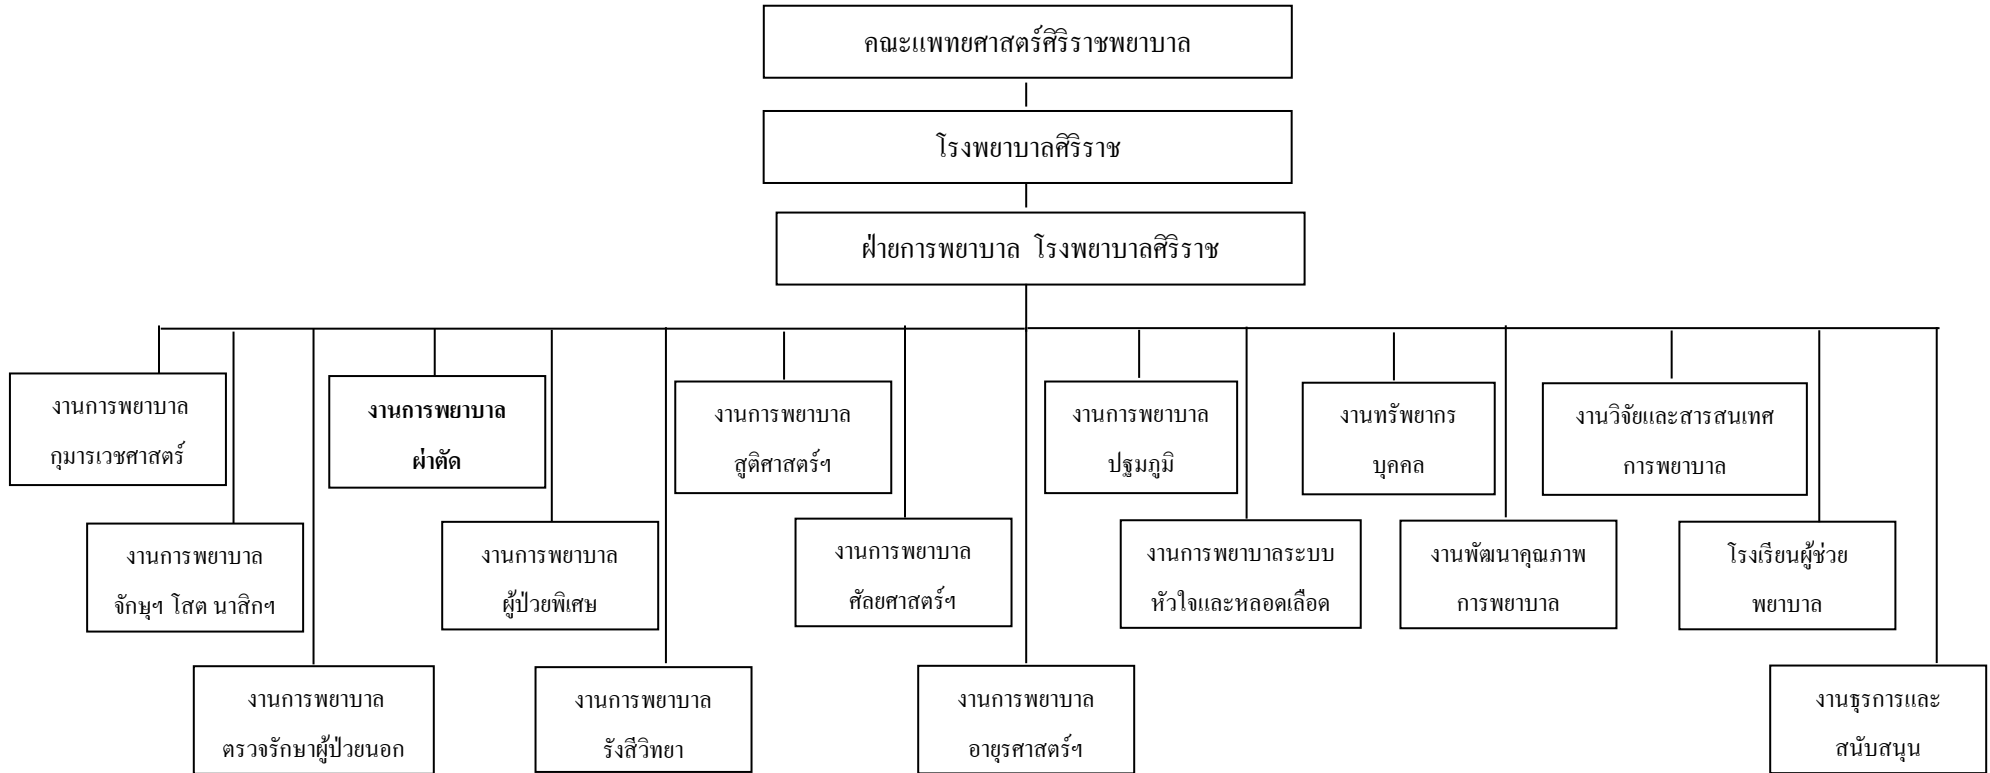 คณะแพทยศาสตร์ศิริราชพยาบาล
โรงพยาบาลศิริราช
ฝ่ายการพยาบาล โรงพยาบาลศิริราช
งานการพยาบาล
กุมารเวชศาสตร์
งานการพยาบาล
ผ่าตัด
งานการพยาบาล
สูติศาสตร์ฯ
งานการพยาบาล
ปฐมภูมิ
งานทรัพยากร
บุคคล
งานวิจัยและสารสนเทศ
การพยาบาล
งานการพยาบาล
จักษุฯ โสต นาสิกฯ
งานการพยาบาล
ผู้ป่วยพิเศษ
งานการพยาบาล
ศัลยศาสตร์ฯ
งานการพยาบาลระบบ
หัวใจและหลอดเลือด
งานพัฒนาคุณภาพ
การพยาบาล
โรงเรียนผู้ช่วย
พยาบาล
งานการพยาบาล
ตรวจรักษาผู้ป่วยนอก
งานการพยาบาล
รังสีวิทยา
งานการพยาบาล
อายุรศาสตร์ฯ
งานธุรการและ
สนับสนุน